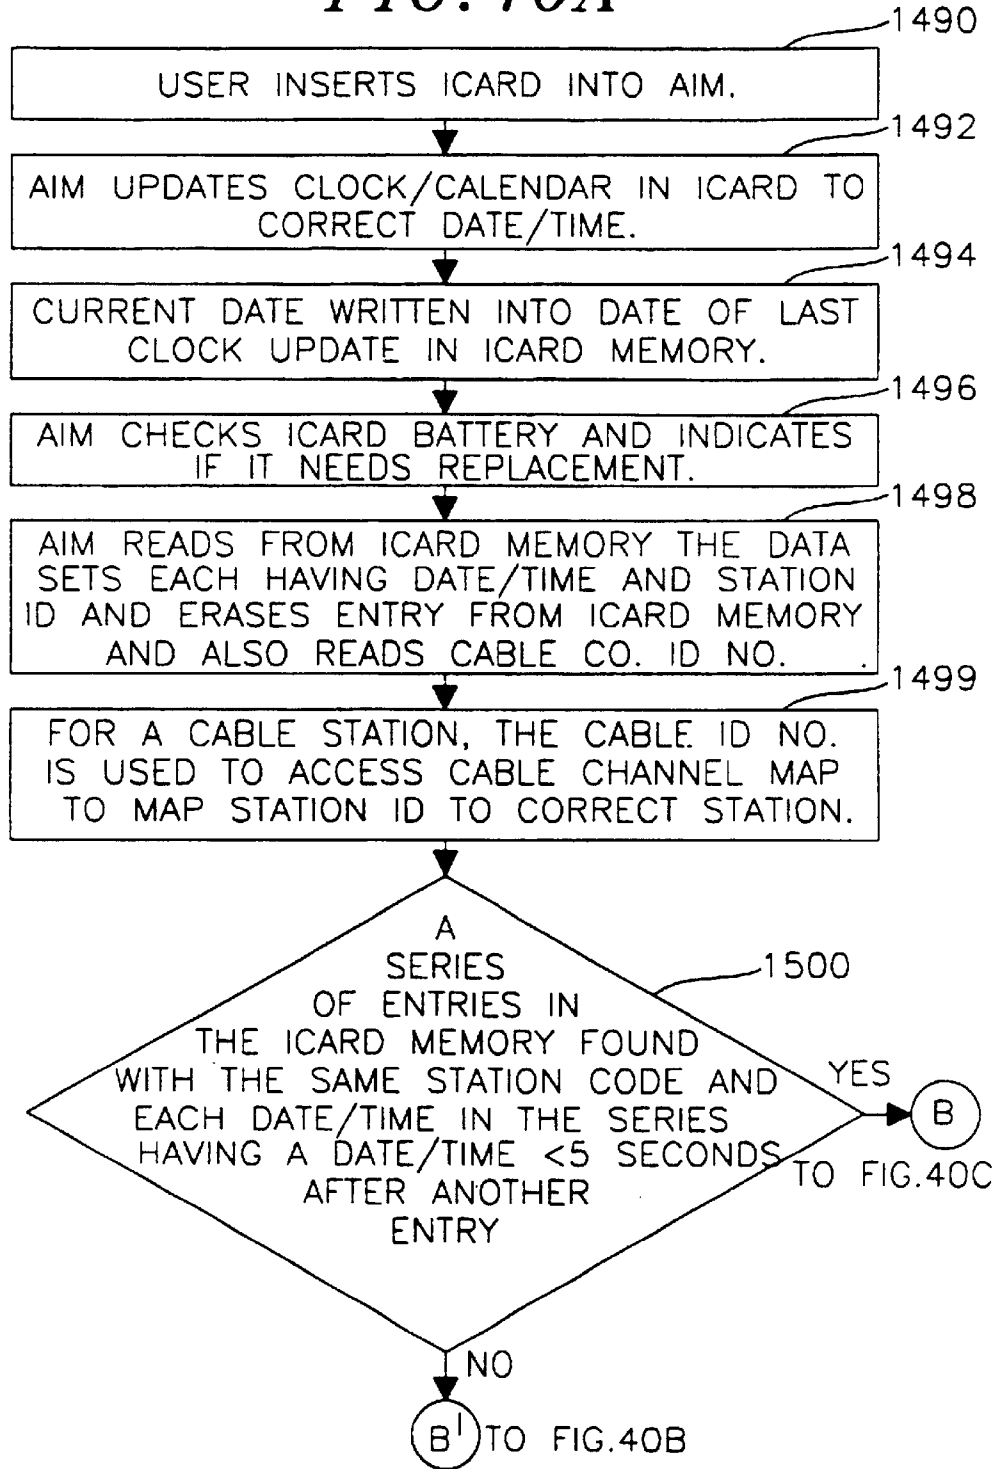 FIG. 40A
1490
USER INSERTS ICARD INTO AIM.
1492
AIM UPDATES CLOCK/CALENDAR IN ICARD TO
CORRECT DATE/TIME.
1494
CURRENT DATE WRITTEN INTO DATE OF LAST
CLOCK UPDATE IN ICARD MEMORY.
1496
AIM CHECKS ICARD BATTERY AND INDICATES
IF IT NEEDS REPLACEMENT.
1498
AIM READS FROM ICARD MEMORY THE DATA
SETS EACH HAVING DATE/TIME AND STATION
ID AND ERASES ENTRY FROM ICARD MEMORY
AND ALSO READS CABLE CO. ID NO.
1499
FOR A CABLE STATION, THE CABLE ID NO.
IS USED TO ACCESS CABLE CHANNEL MAP
TO MAP STATION ID TO CORRECT STATION.
1500
A
SERIES
OF ENTRIES IN
THE ICARD MEMORY FOUND
WITH THE SAME STATION CODE AND
EACH DATE/TIME IN THE SERIES
HAVING A DATE/TIME <5 SECONDS
AFTER ANOTHER
ENTRY
YES
B
TO FIG.40C
NO
B' TO FIG.40B